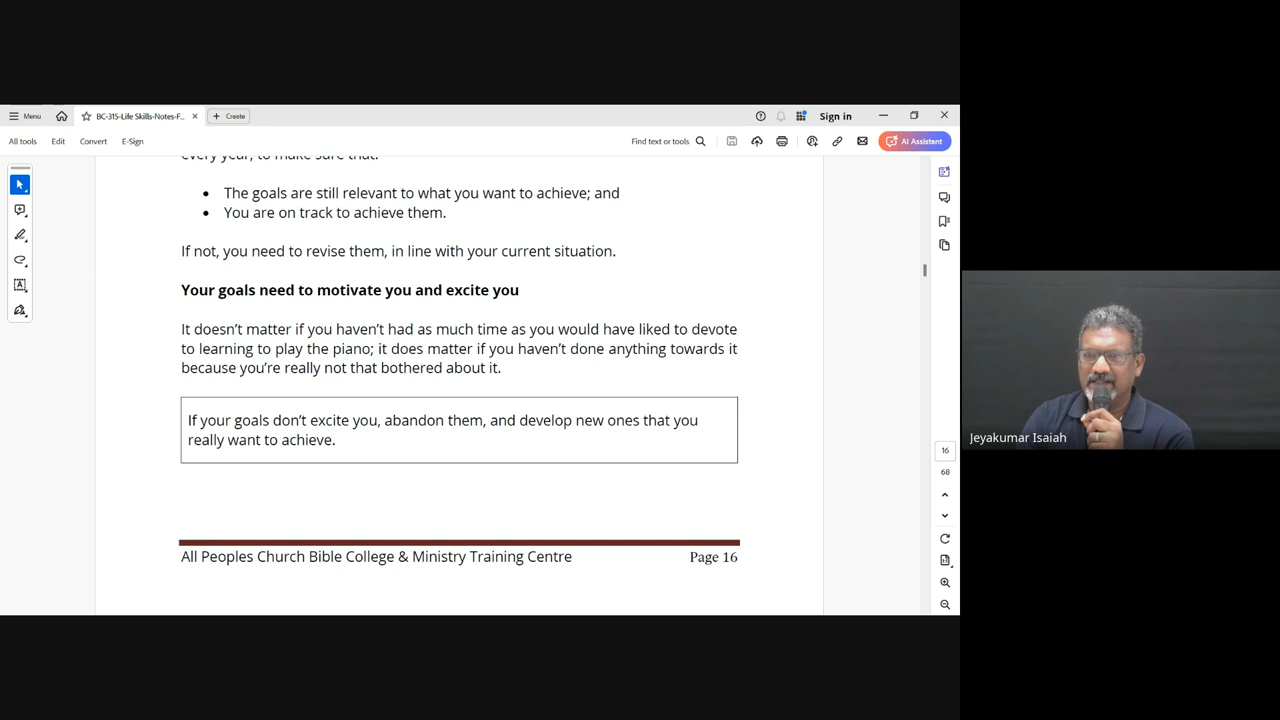 Menu
BC-315-Life Skills-Notes-F...
Create
Sign in
All tools
Edit
Convert
E-Sign
Find text or tools
AI Assistant
every year, to make sure that:
• The goals are still relevant to what you want to achieve; and
• You are on track to achieve them.
If not, you need to revise them, in line with your current situation.
Your goals need to motivate you and excite you
It doesn’t matter if you haven’t had as much time as you would have liked to devote
to learning to play the piano; it does matter if you haven’t done anything towards it
because you’re really not that bothered about it.
If your goals don’t excite you, abandon them, and develop new ones that you
really want to achieve.
All Peoples Church Bible College & Ministry Training Centre
Page 16
16
68
Jeyakumar Isaiah